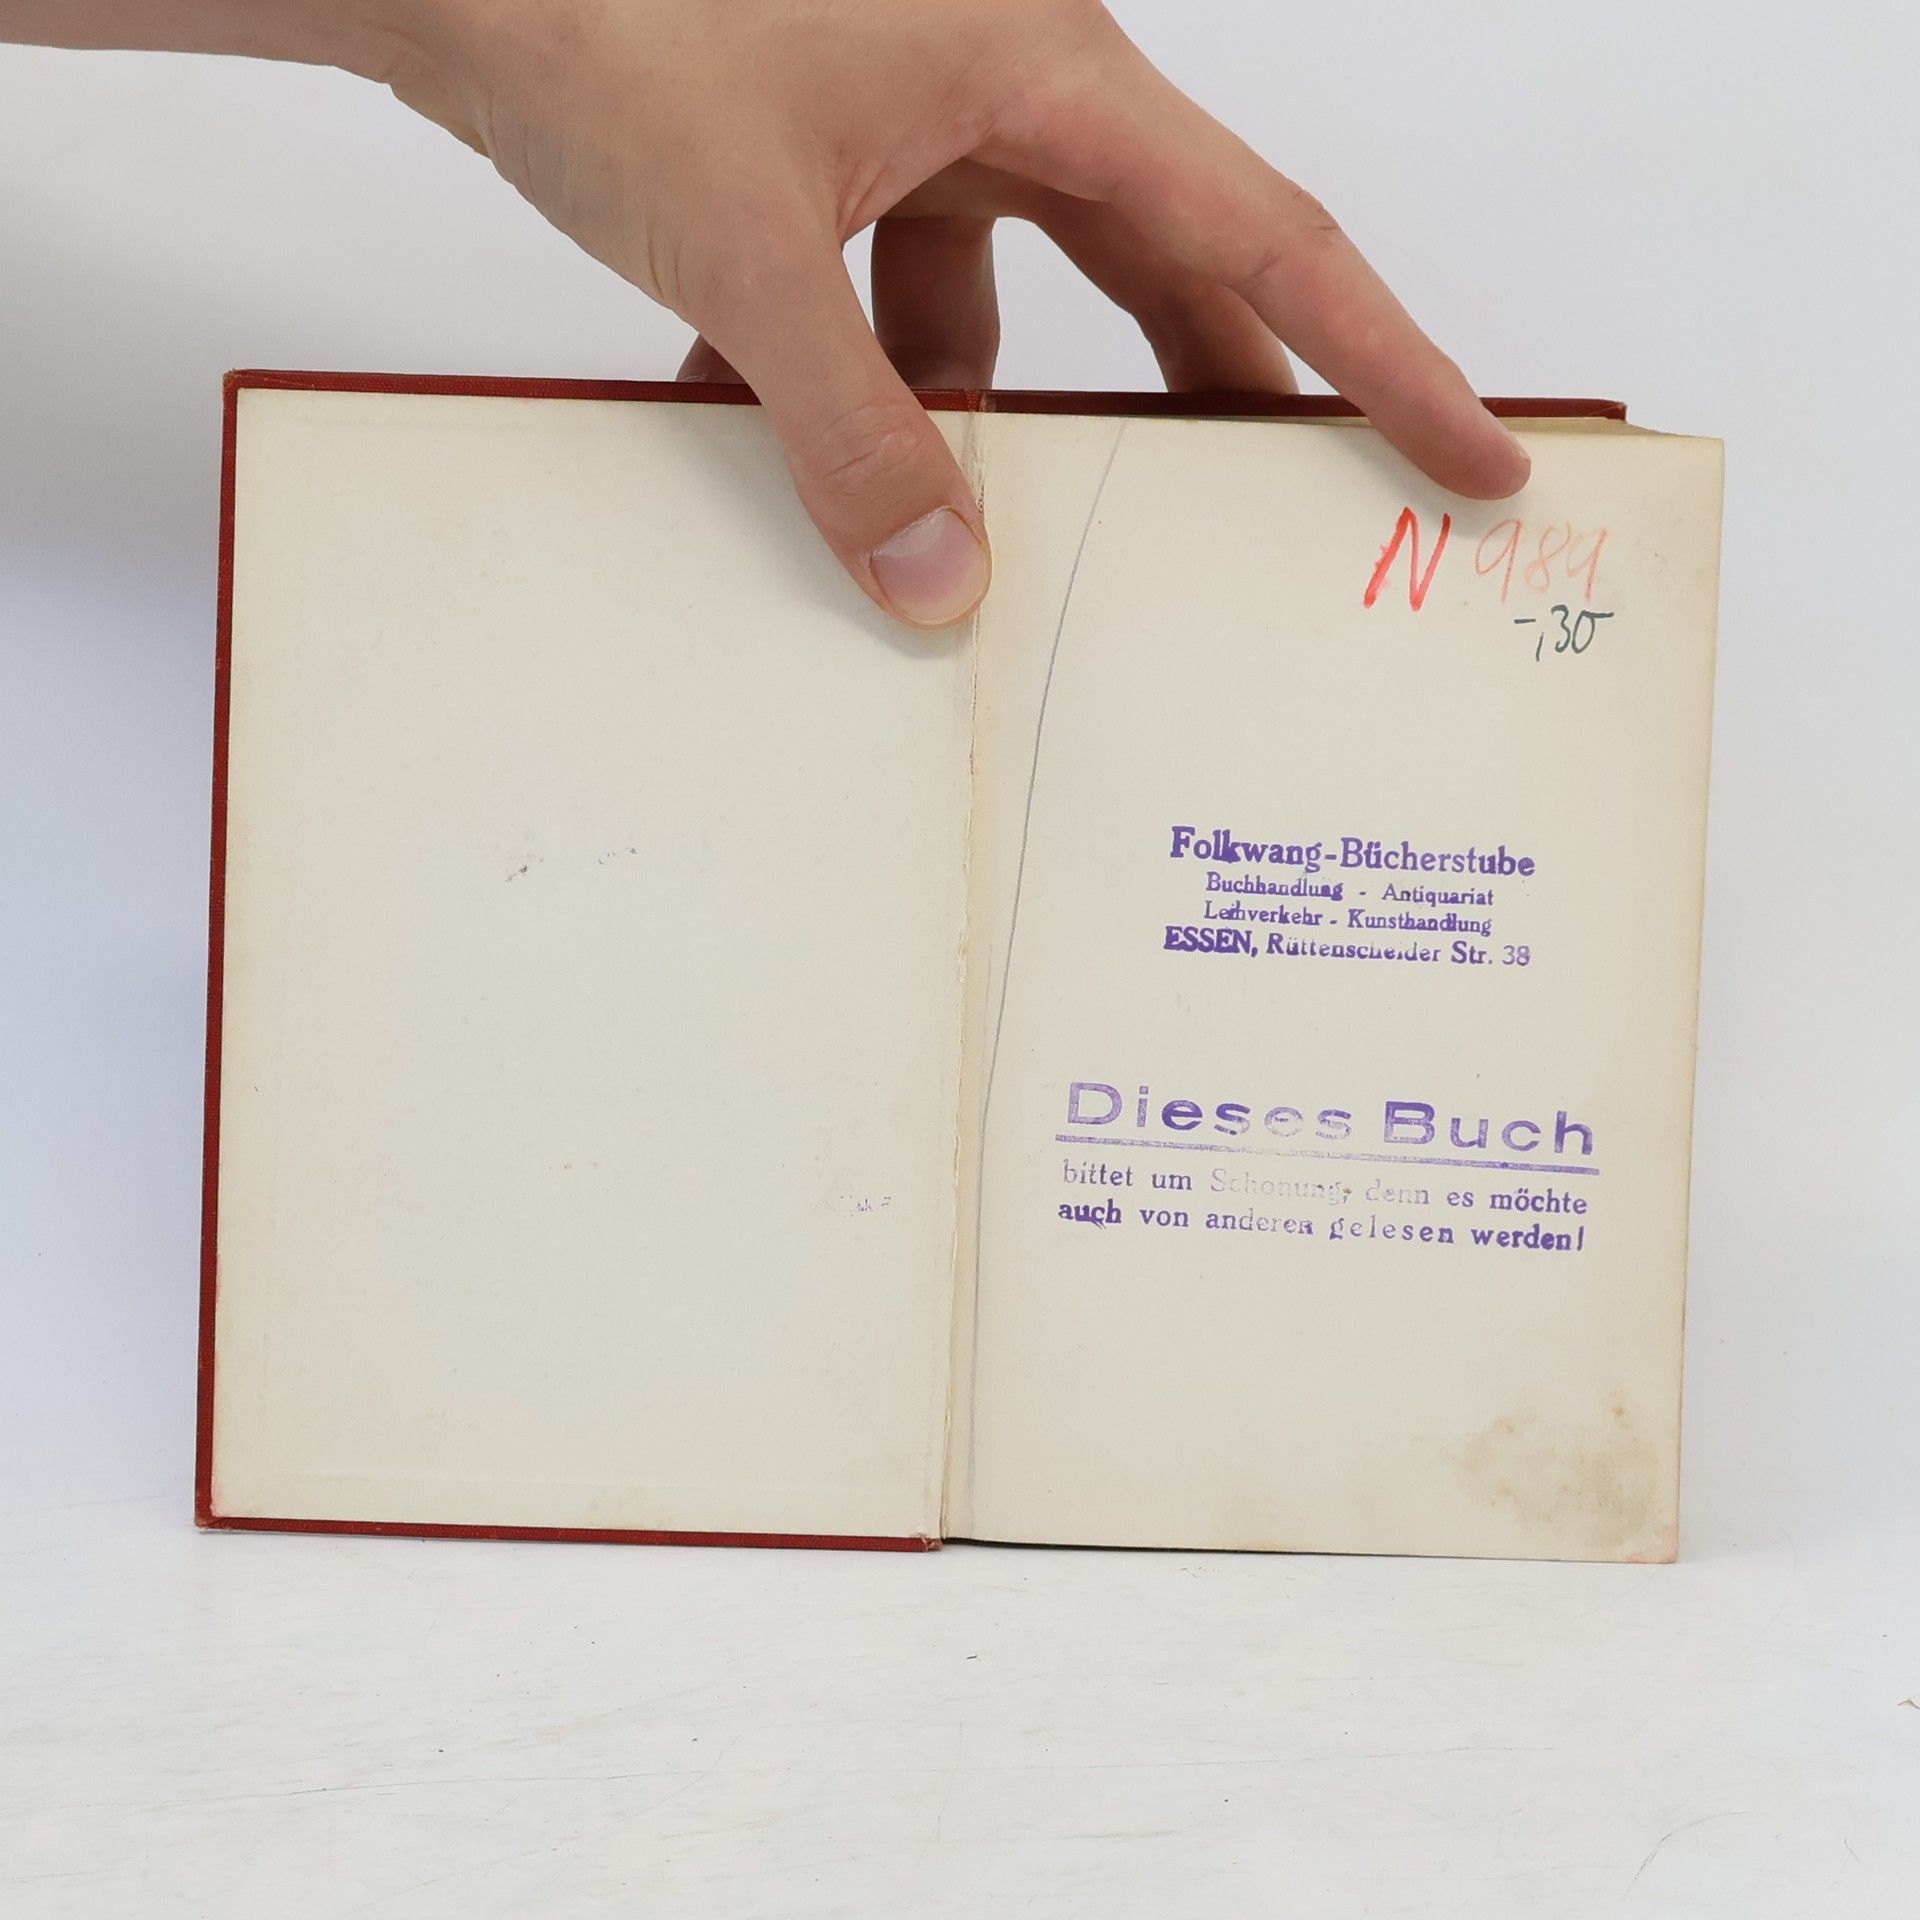 N 989
-,30
Folkwang-Bücherstube
Buchhandlung - Antiquariat
Leihverkehr - Kunsthandlung
ESSEN, Rüttenscheider Str. 38
Dieses Buch
bittet um Schonung, denn es möchte
auch von anderen gelesen werden!